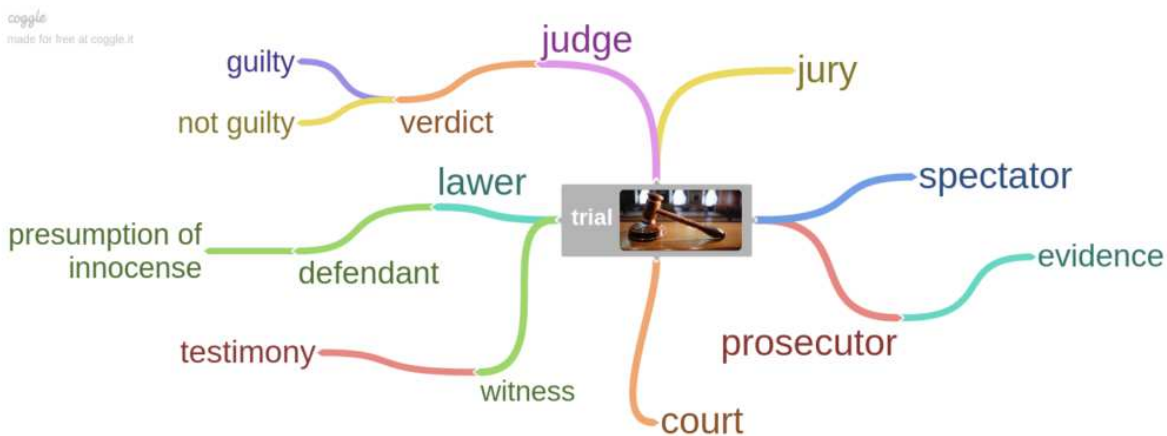 coggle
made for free at coggle.it
judge
jury
guilty
not guilty
verdict
lawer
spectator
trial
presumption of
innocense
defendant
evidence
prosecutor
testimony
witness
court